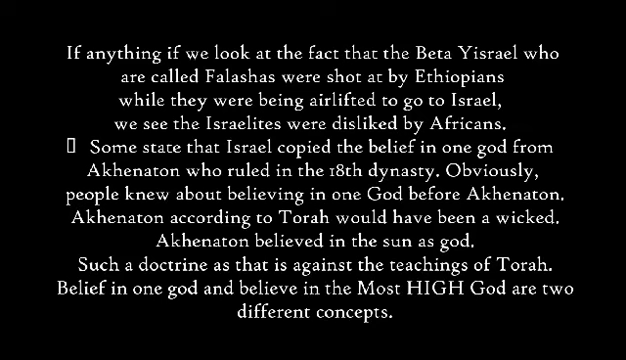 If anything if we look at the fact that the Beta Yisrael who
are called Falashas were shot at by Ethiopians
while they were being airlifted to go to Israel,
we see the Israelites were disliked by Africans.
▯ Some state that Israel copied the belief in one god from
Akhenaton who ruled in the 18th dynasty. Obviously,
people knew about believing in one God before Akhenaton.
Akhenaton according to Torah would have been a wicked.
Akhenaton believed in the sun as god.
Such a doctrine as that is against the teachings of Torah.
Belief in one god and believe in the Most HIGH God are two
different concepts.